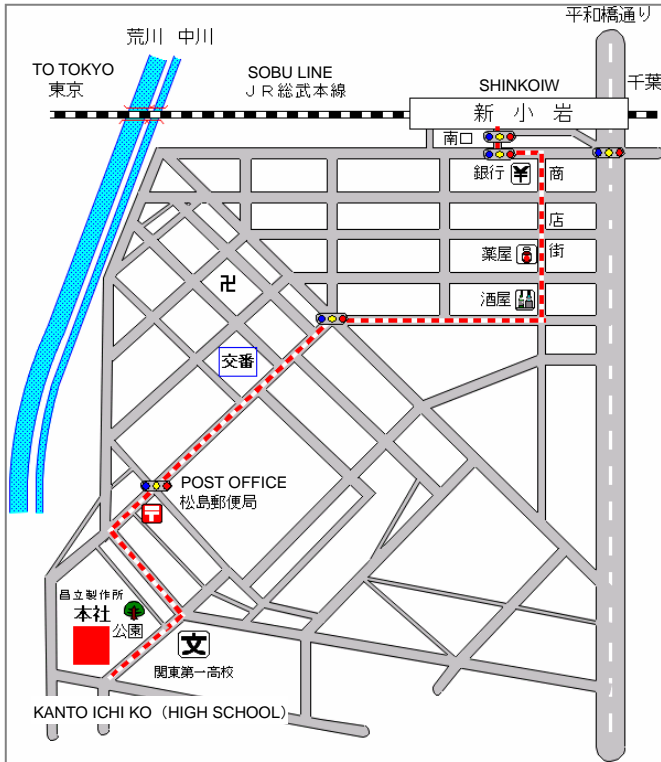 平和橋通り
荒川 中川
TO TOKYO
東京
SOBU LINE
JR総武本線
SHINKOIW
千葉
新小岩
南口
銀行
¥
商店街
薬屋
酒屋
卍
交番
POST OFFICE
松島郵便局
〒
昌立製作所
本社
公園
文
関東第一高校
KANTO ICHI KO（HIGH SCHOOL）